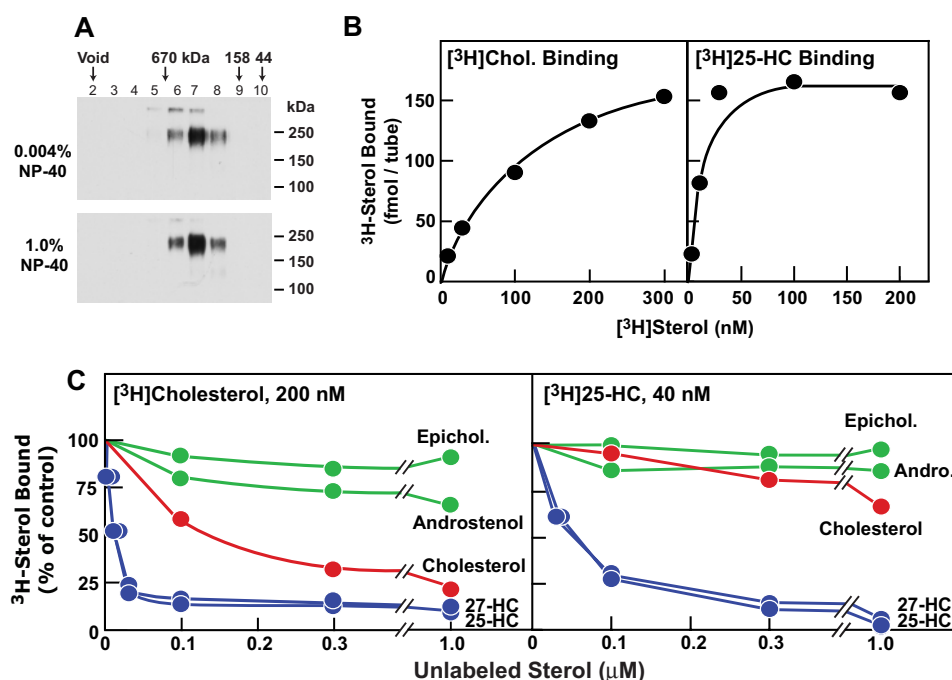 A
Void 670 kDa 158 44
2 3 4 5 6 7 8 9 10
kDa
0.004%
NP-40
250
150
100
1.0%
NP-40
250
150
100
B
[³H]Chol. Binding
[³H]25-HC Binding
³H-Sterol Bound
(fmol / tube)
150
100
50
0
0 100 200 300
0 50 100 150 200
[³H]Sterol (nM)
C
[³H]Cholesterol, 200 nM
[³H]25-HC, 40 nM
³H-Sterol Bound
(% of control)
100
75
50
25
0
Epichol.
Androstenol
Cholesterol
27-HC
25-HC
Epichol.
Andro.
Cholesterol
27-HC
25-HC
0 0.1 0.3 1.0
0.1 0.3 1.0
Unlabeled Sterol (μM)